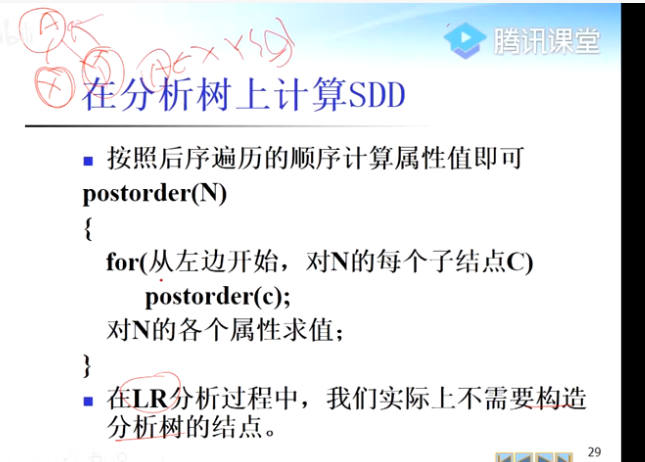 腾讯课堂
在分析树上计算SDD
按照后序遍历的顺序计算属性值即可
postorder(N)
{
for(从左边开始，对N的每个子结点C)
postorder(c);
对N的各个属性求值；
}
在LR分析过程中，我们实际上不需要构造
分析树的结点。
29